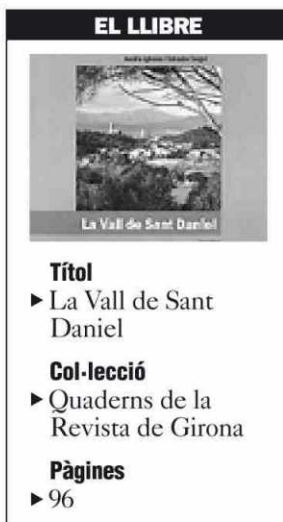 EL LLIBRE
La Vall de Sant Daniel
Títol
▶ La Vall de Sant
Daniel
Col·lecció
▶ Quaderns de la
Revista de Girona
Pàgines
▶ 96